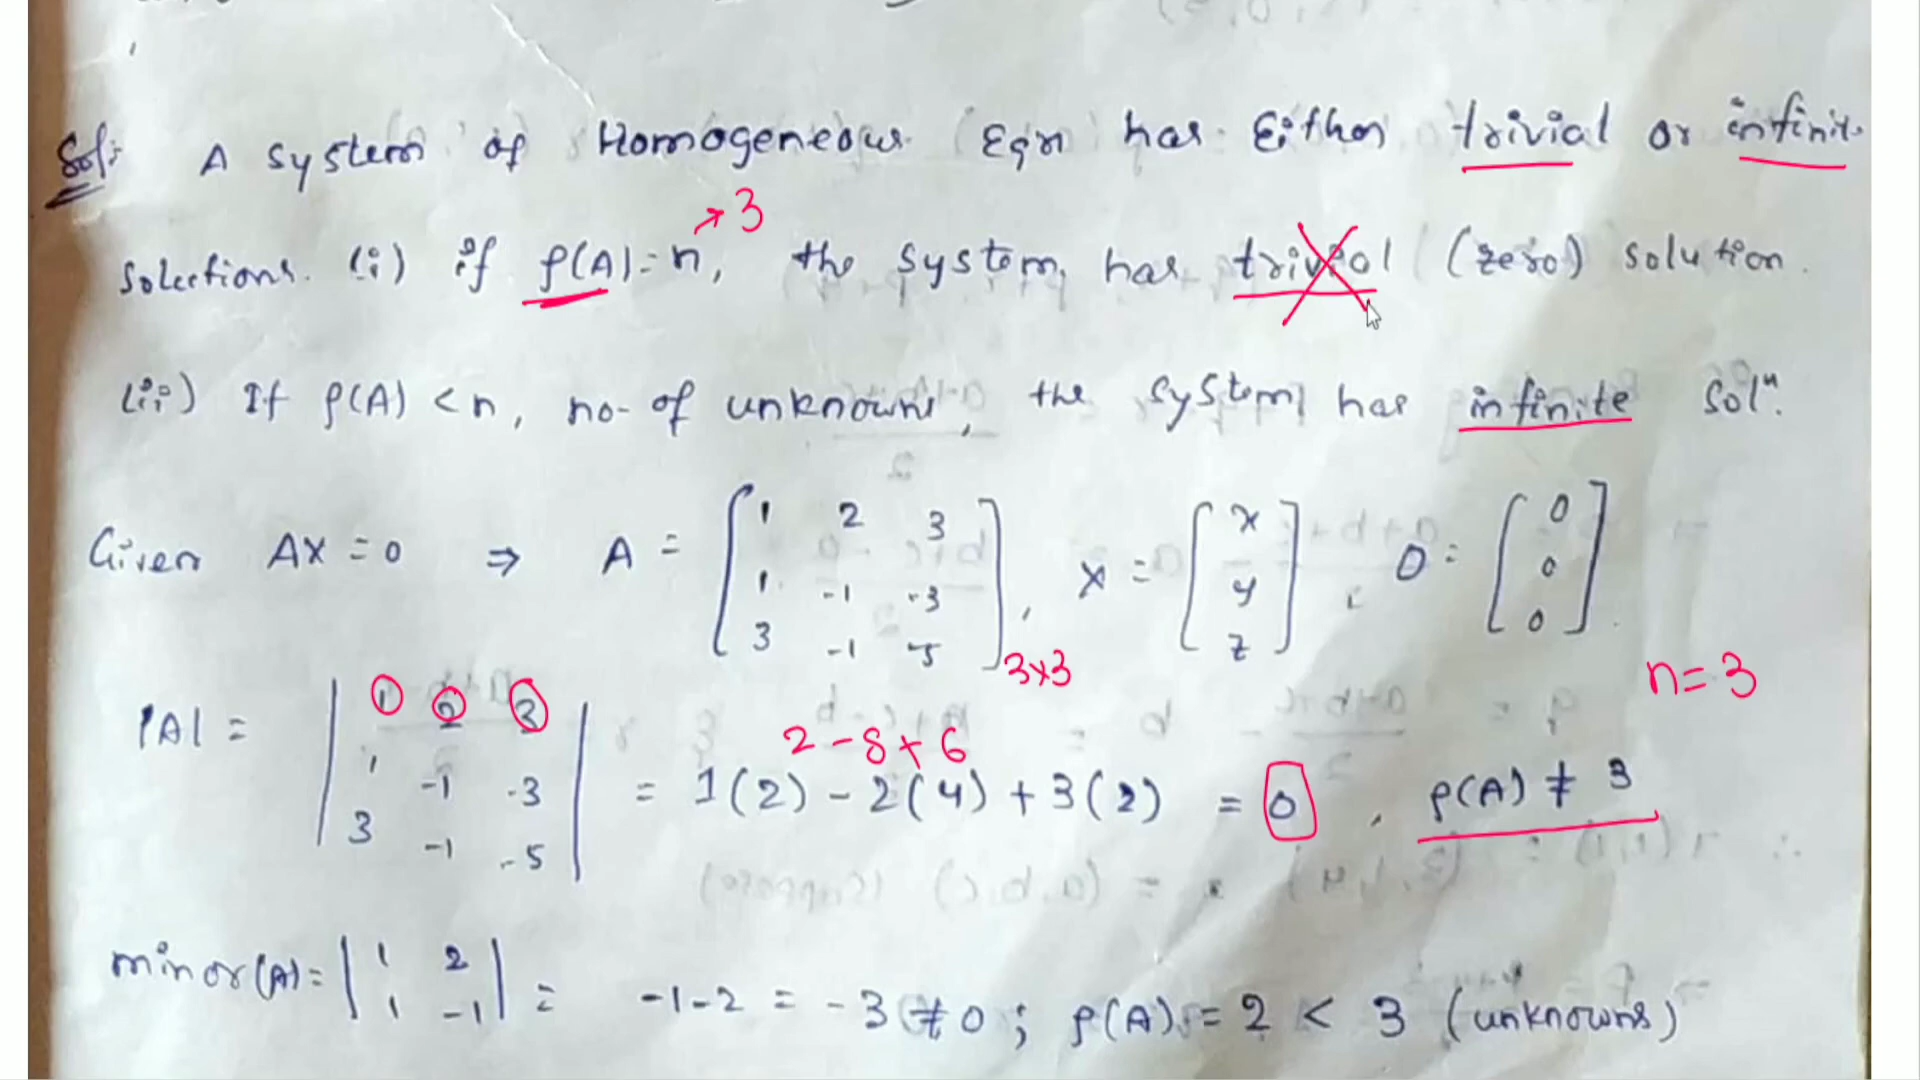 Sol: A system of Homogeneous Eqn has Either trivial or infinite
→ 3
Solutions. (i) if ρ(A) = n, the system has trivial (zero) solution.
(ii) If ρ(A) < n, no. of unknowns, the system has infinite solⁿ.
Given AX = 0 ⇒ A = [1 2 3; 1 -1 -3; 3 -1 -5], X = [x; y; z] 0 = [0; 0; 0]
3x3
n = 3
2 - 8 + 6
|A| = |1 2 3; 1 -1 -3; 3 -1 -5| = 1(2) - 2(4) + 3(2) = 0, ρ(A) ≠ 3
minor(A) = |1 2; 1 -1| = -1-2 = -3 ≠ 0; ρ(A) = 2 < 3 (unknowns)